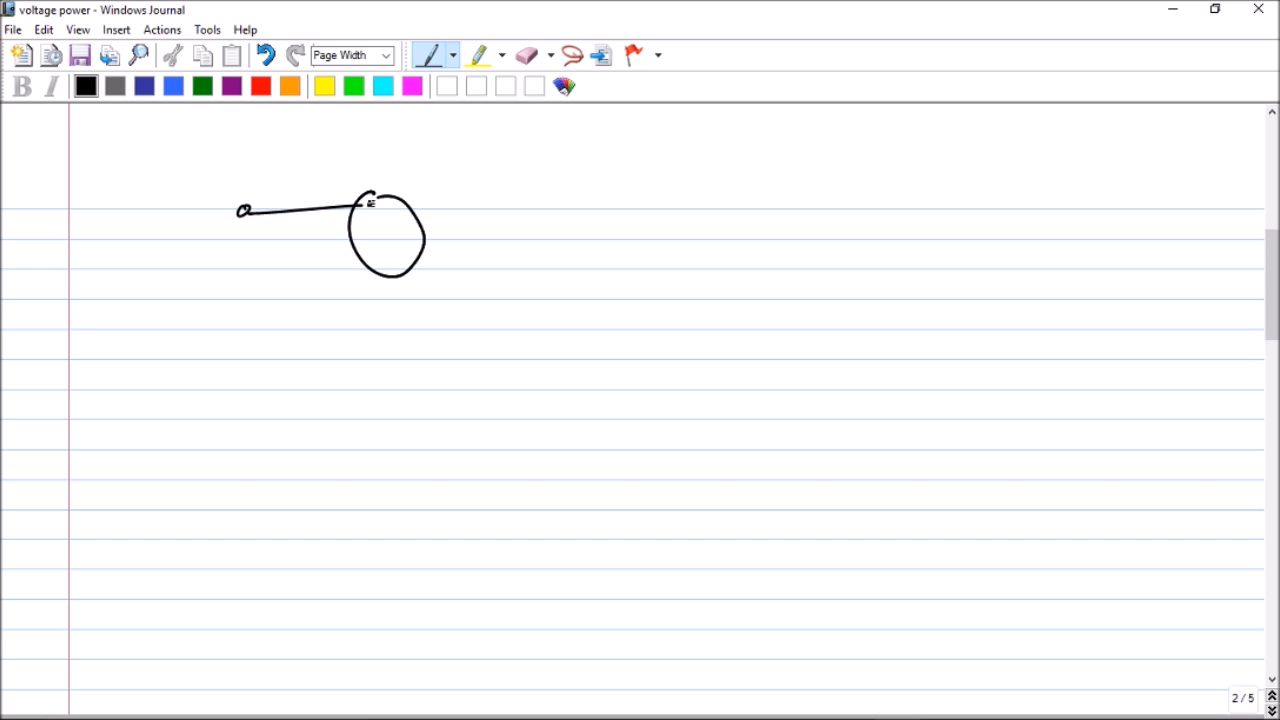 voltage power - Windows Journal
File Edit View Insert Actions Tools Help
Page Width
B I
2 / 5